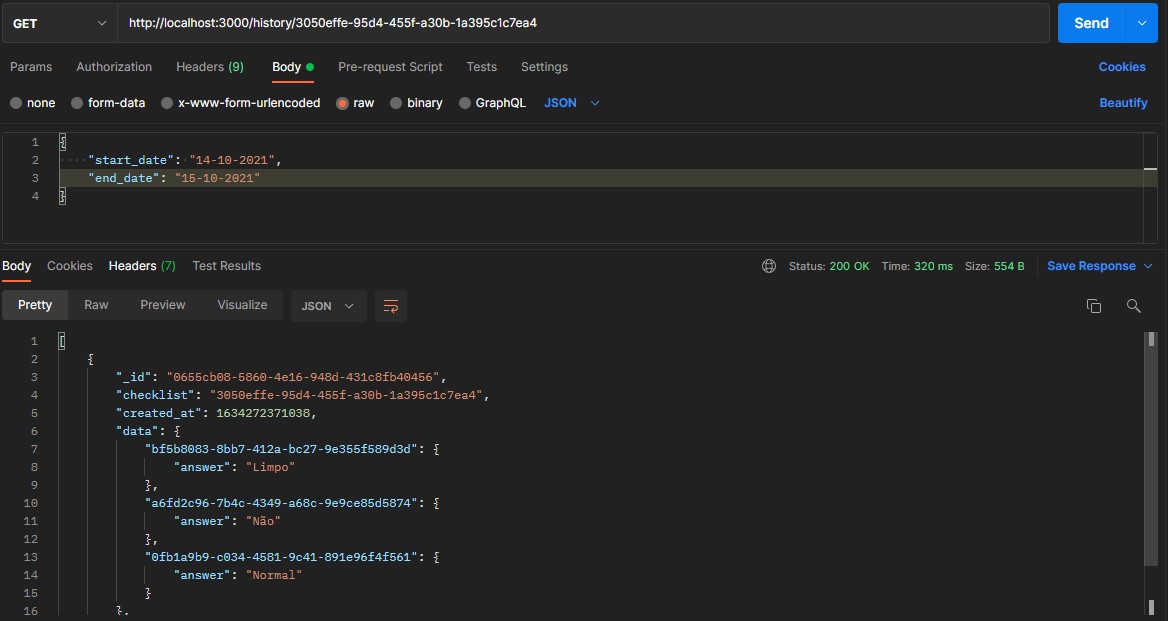 GET http://localhost:3000/history/3050effe-95d4-455f-a30b-1a395c1c7ea4 Send
Params Authorization Headers (9) Body Pre-request Script Tests Settings Cookies
none form-data x-www-form-urlencoded raw binary GraphQL JSON Beautify
1 {
2 "start_date": "14-10-2021",
3 "end_date": "15-10-2021"
4 }
Body Cookies Headers (7) Test Results Status: 200 OK Time: 320 ms Size: 554 B Save Response
Pretty Raw Preview Visualize JSON
1 [
2 {
3 "_id": "0655cb08-5860-4e16-948d-431c8fb40456",
4 "checklist": "3050effe-95d4-455f-a30b-1a395c1c7ea4",
5 "created_at": 1634272371038,
6 "data": {
7 "bf5b8083-8bb7-412a-bc27-9e355f589d3d": {
8 "answer": "Limpo"
9 },
10 "a6fd2c96-7b4c-4349-a68c-9e9ce85d5874": {
11 "answer": "Não"
12 },
13 "0fb1a9b9-c034-4581-9c41-891e96f4f561": {
14 "answer": "Normal"
15 }
16 },